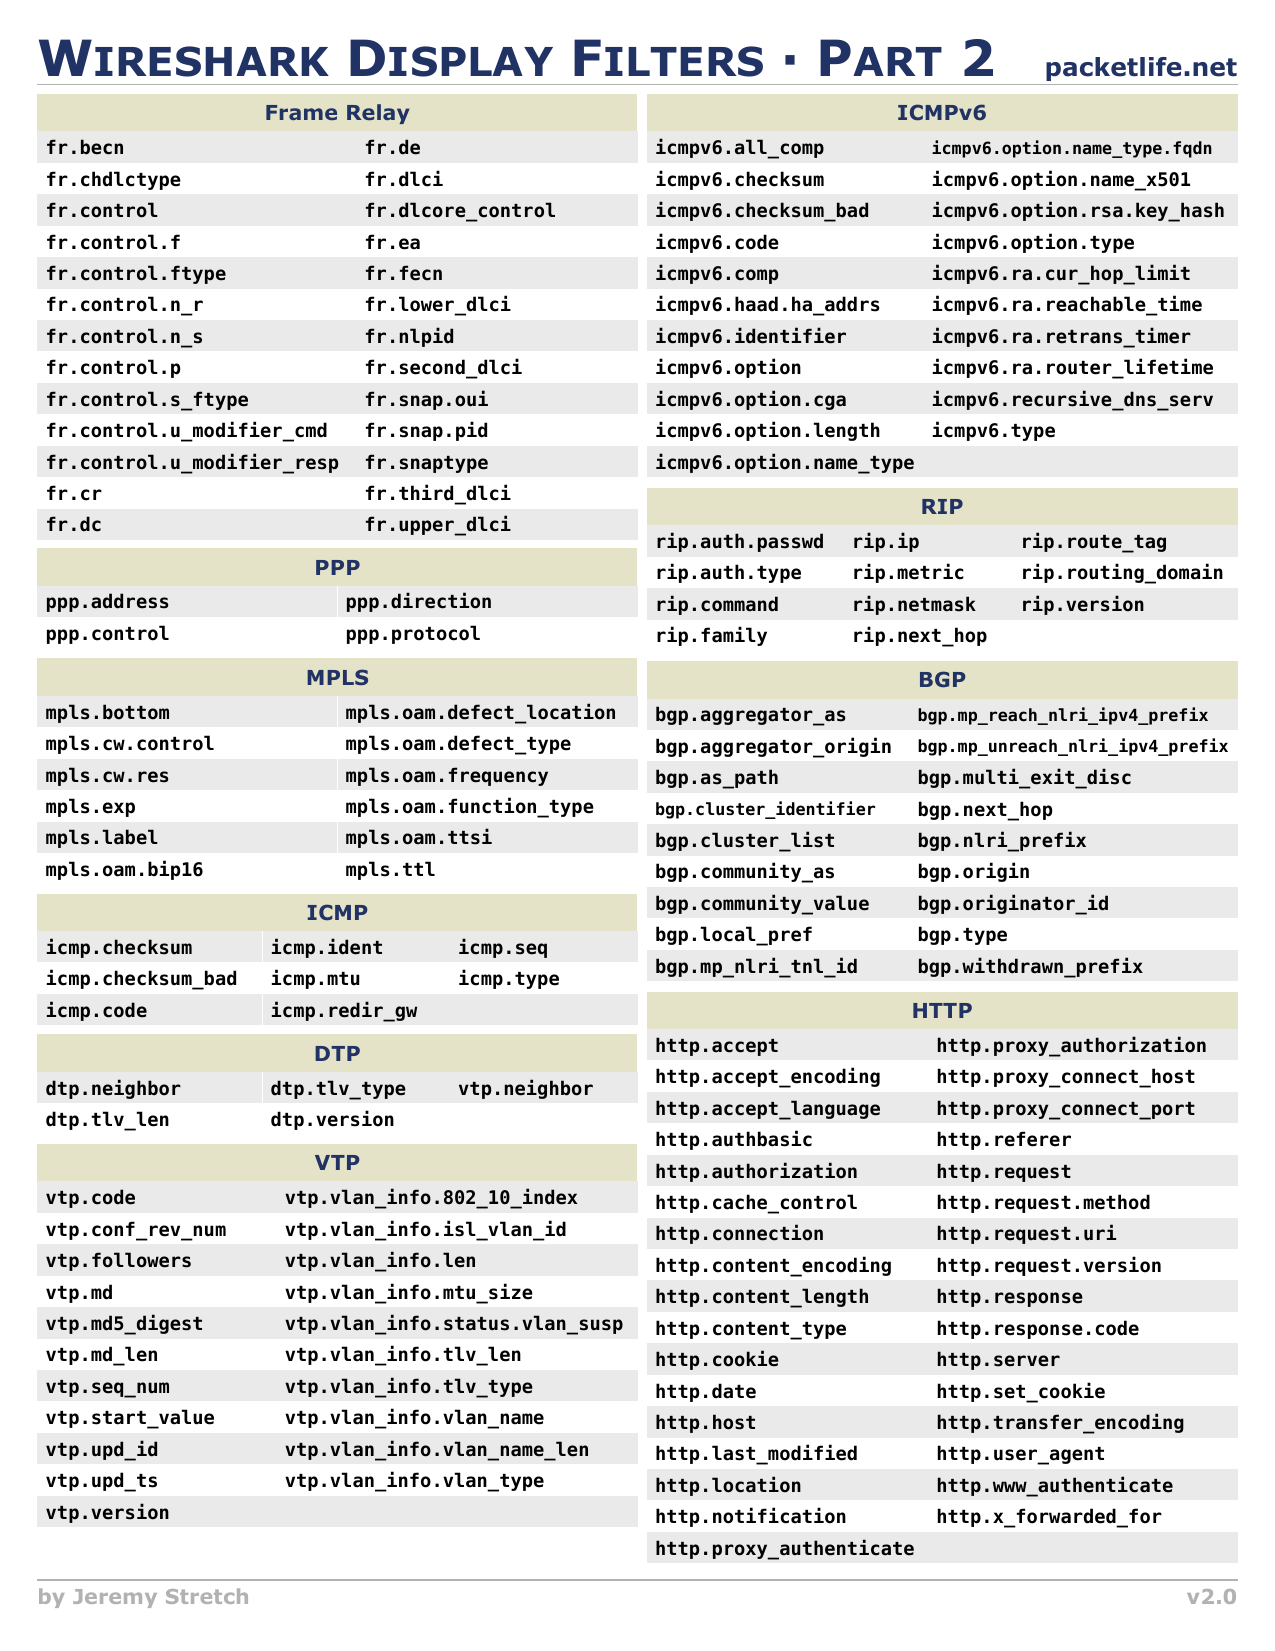 WIRESHARK DISPLAY FILTERS · PART 2 packetlife.net
Frame Relay
fr.becn fr.de
fr.chdlctype fr.dlci
fr.control fr.dlcore_control
fr.control.f fr.ea
fr.control.ftype fr.fecn
fr.control.n_r fr.lower_dlci
fr.control.n_s fr.nlpid
fr.control.p fr.second_dlci
fr.control.s_ftype fr.snap.oui
fr.control.u_modifier_cmd fr.snap.pid
fr.control.u_modifier_resp fr.snaptype
fr.cr fr.third_dlci
fr.dc fr.upper_dlci
PPP
ppp.address ppp.direction
ppp.control ppp.protocol
MPLS
mpls.bottom mpls.oam.defect_location
mpls.cw.control mpls.oam.defect_type
mpls.cw.res mpls.oam.frequency
mpls.exp mpls.oam.function_type
mpls.label mpls.oam.ttsi
mpls.oam.bip16 mpls.ttl
ICMP
icmp.checksum icmp.ident icmp.seq
icmp.checksum_bad icmp.mtu icmp.type
icmp.code icmp.redir_gw
DTP
dtp.neighbor dtp.tlv_type vtp.neighbor
dtp.tlv_len dtp.version
VTP
vtp.code vtp.vlan_info.802_10_index
vtp.conf_rev_num vtp.vlan_info.isl_vlan_id
vtp.followers vtp.vlan_info.len
vtp.md vtp.vlan_info.mtu_size
vtp.md5_digest vtp.vlan_info.status.vlan_susp
vtp.md_len vtp.vlan_info.tlv_len
vtp.seq_num vtp.vlan_info.tlv_type
vtp.start_value vtp.vlan_info.vlan_name
vtp.upd_id vtp.vlan_info.vlan_name_len
vtp.upd_ts vtp.vlan_info.vlan_type
vtp.version
ICMPv6
icmpv6.all_comp icmpv6.option.name_type.fqdn
icmpv6.checksum icmpv6.option.name_x501
icmpv6.checksum_bad icmpv6.option.rsa.key_hash
icmpv6.code icmpv6.option.type
icmpv6.comp icmpv6.ra.cur_hop_limit
icmpv6.haad.ha_addrs icmpv6.ra.reachable_time
icmpv6.identifier icmpv6.ra.retrans_timer
icmpv6.option icmpv6.ra.router_lifetime
icmpv6.option.cga icmpv6.recursive_dns_serv
icmpv6.option.length icmpv6.type
icmpv6.option.name_type
RIP
rip.auth.passwd rip.ip rip.route_tag
rip.auth.type rip.metric rip.routing_domain
rip.command rip.netmask rip.version
rip.family rip.next_hop
BGP
bgp.aggregator_as bgp.mp_reach_nlri_ipv4_prefix
bgp.aggregator_origin bgp.mp_unreach_nlri_ipv4_prefix
bgp.as_path bgp.multi_exit_disc
bgp.cluster_identifier bgp.next_hop
bgp.cluster_list bgp.nlri_prefix
bgp.community_as bgp.origin
bgp.community_value bgp.originator_id
bgp.local_pref bgp.type
bgp.mp_nlri_tnl_id bgp.withdrawn_prefix
HTTP
http.accept http.proxy_authorization
http.accept_encoding http.proxy_connect_host
http.accept_language http.proxy_connect_port
http.authbasic http.referer
http.authorization http.request
http.cache_control http.request.method
http.connection http.request.uri
http.content_encoding http.request.version
http.content_length http.response
http.content_type http.response.code
http.cookie http.server
http.date http.set_cookie
http.host http.transfer_encoding
http.last_modified http.user_agent
http.location http.www_authenticate
http.notification http.x_forwarded_for
http.proxy_authenticate
by Jeremy Stretch v2.0